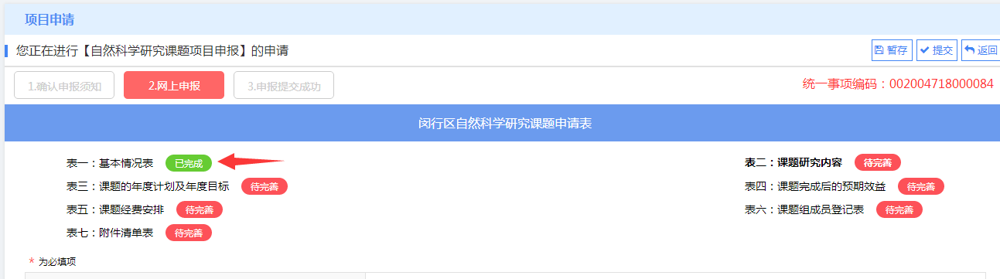 项目申请
您正在进行【自然科学研究课题项目申报】的申请
暂存 提交 返回
1.确认申报须知 2.网上申报 3.申报提交成功
统一事项编码：002004718000084
闵行区自然科学研究课题申请表
表一：基本情况表 已完成
表二：课题研究内容 待完善
表三：课题的年度计划及年度目标 待完善
表四：课题完成后的预期效益 待完善
表五：课题经费安排 待完善
表六：课题组成员登记表 待完善
表七：附件清单表 待完善
* 为必填项